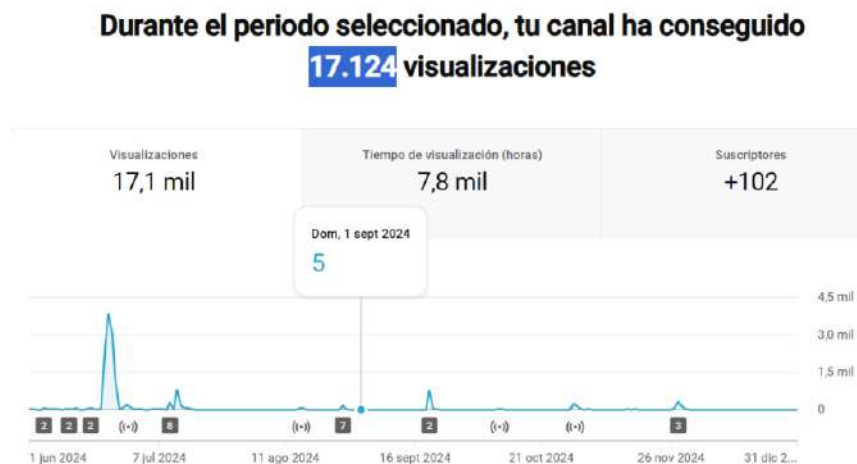 Durante el periodo seleccionado, tu canal ha conseguido
17.124 visualizaciones
Visualizaciones
17,1 mil
Tiempo de visualización (horas)
7,8 mil
Suscriptores
+102
Dom, 1 sept 2024
5
4,5 mil
3,0 mil
1,5 mil
0
2 2 2 8 7 2 3
1 jun 2024 7 jul 2024 11 ago 2024 16 sept 2024 21 oct 2024 26 nov 2024 31 dic 2...